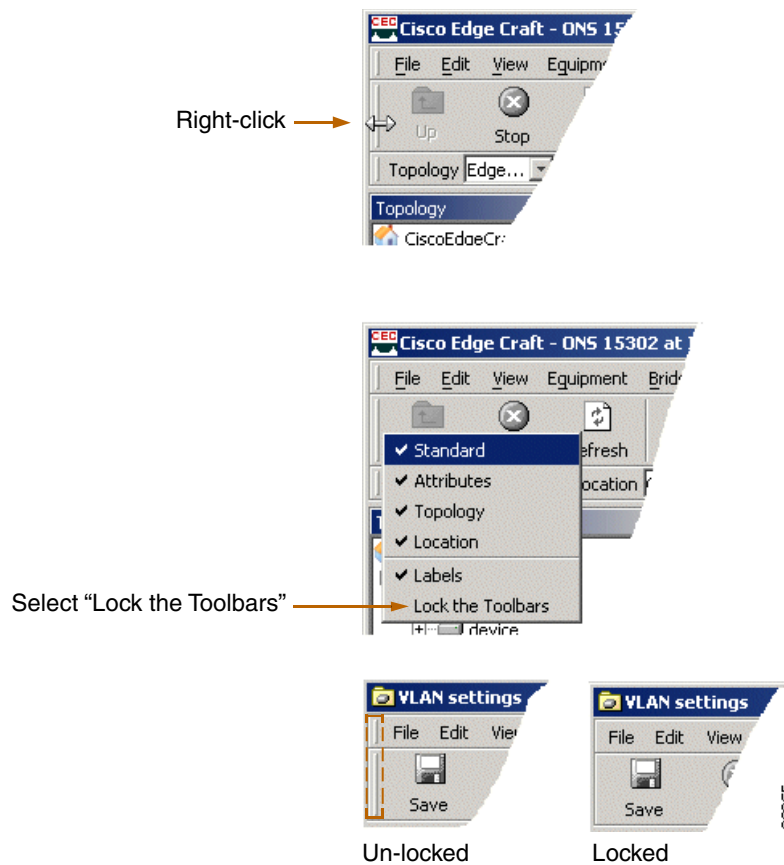 CEC Cisco Edge Craft - ONS 15
File Edit View Equipm
Right-click
Up Stop
Topology Edge...
Topology
CiscoEdgeCr
CEC Cisco Edge Craft - ONS 15302 at
File Edit View Equipment Brid
Standard efresh
Attributes ocation
Topology
Location
Labels
Select “Lock the Toolbars”
Lock the Toolbars
device
VLAN settings
File Edit Vie
Save
Un-locked
VLAN settings
File Edit View
Save
Locked